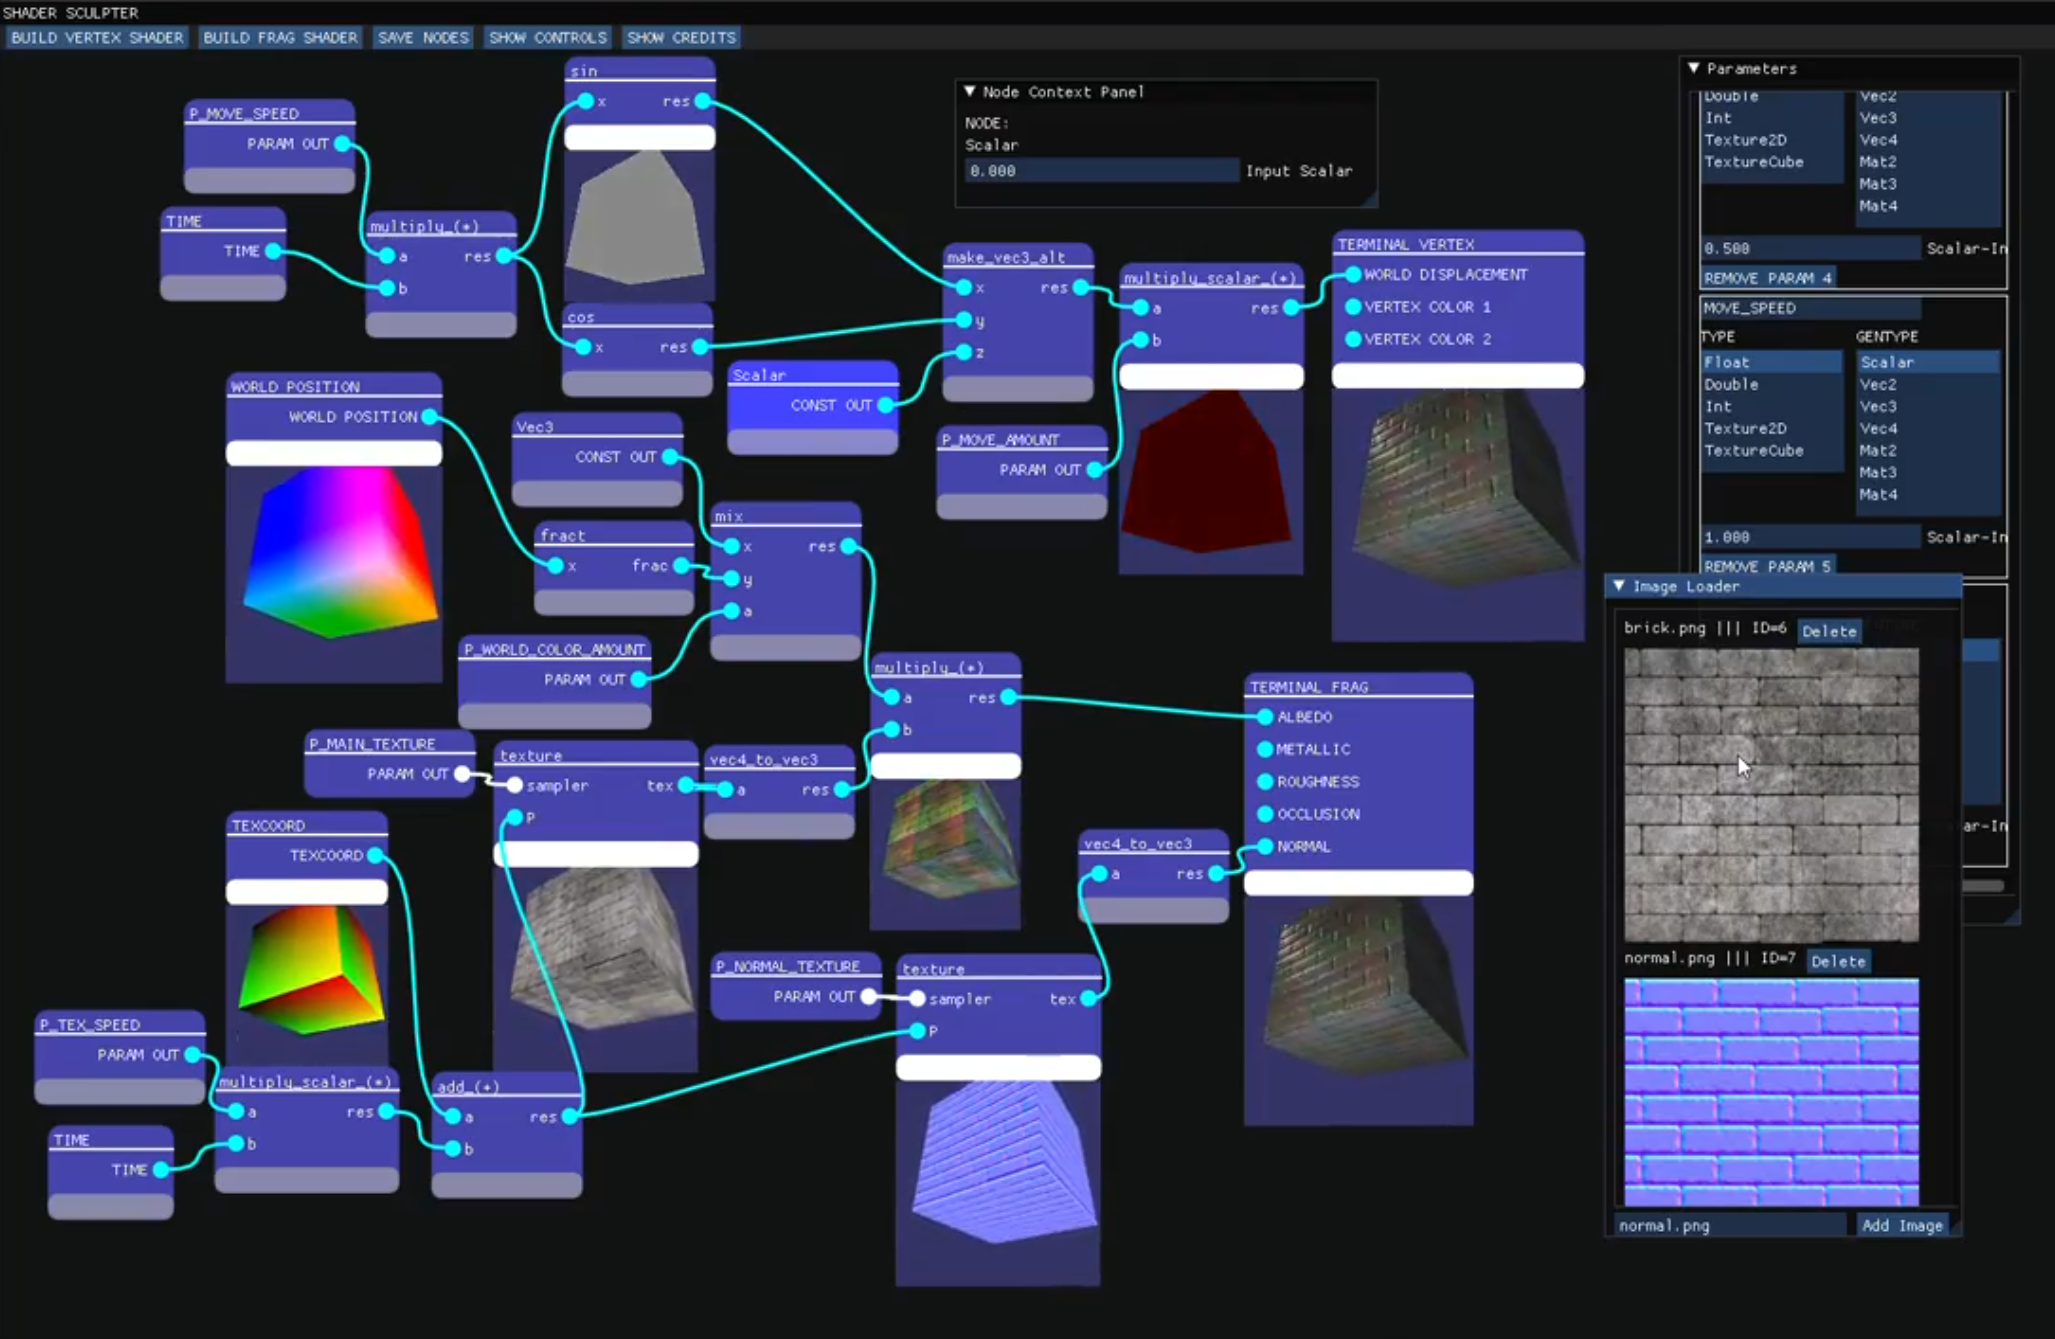 SHADER SCULPTER
BUILD VERTEX SHADER
BUILD FRAG SHADER
SAVE NODES
SHOW CONTROLS
SHOW CREDITS
P_MOVE_SPEED
PARAM OUT
TIME
TIME
multiply_(*)
a res
b
sin
x res
cos
x res
Node Context Panel
NODE:
Scalar
0.000 Input Scalar
make_vec3_alt
x res
y
z
Scalar
CONST OUT
P_MOVE_AMOUNT
PARAM OUT
multiply_scalar_(*)
a res
b
TERMINAL VERTEX
WORLD DISPLACEMENT
VERTEX COLOR 1
VERTEX COLOR 2
WORLD POSITION
WORLD POSITION
Vec3
CONST OUT
fract
x frac
mix
x res
y
a
P_WORLD_COLOR_AMOUNT
PARAM OUT
P_MAIN_TEXTURE
PARAM OUT
texture
sampler tex
P
vec4_to_vec3
a res
multiply_(*)
a res
b
TEXCOORD
TEXCOORD
P_TEX_SPEED
PARAM OUT
TIME
TIME
multiply_scalar_(*)
a res
b
add_(+)
a res
b
P_NORMAL_TEXTURE
PARAM OUT
texture
sampler tex
P
vec4_to_vec3
a res
TERMINAL FRAG
ALBEDO
METALLIC
ROUGHNESS
OCCLUSION
NORMAL
Parameters
Double Vec2
Int Vec3
Texture2D Vec4
TextureCube Mat2
Mat3
Mat4
0.500 Scalar-In
REMOVE PARAM 4
MOVE_SPEED
TYPE GENTYPE
Float Scalar
Double Vec2
Int Vec3
Texture2D Vec4
TextureCube Mat2
Mat3
Mat4
1.000 Scalar-In
REMOVE PARAM 5
ar-In
Image Loader
brick.png ||| ID=6 Delete
normal.png ||| ID=7 Delete
normal.png Add Image